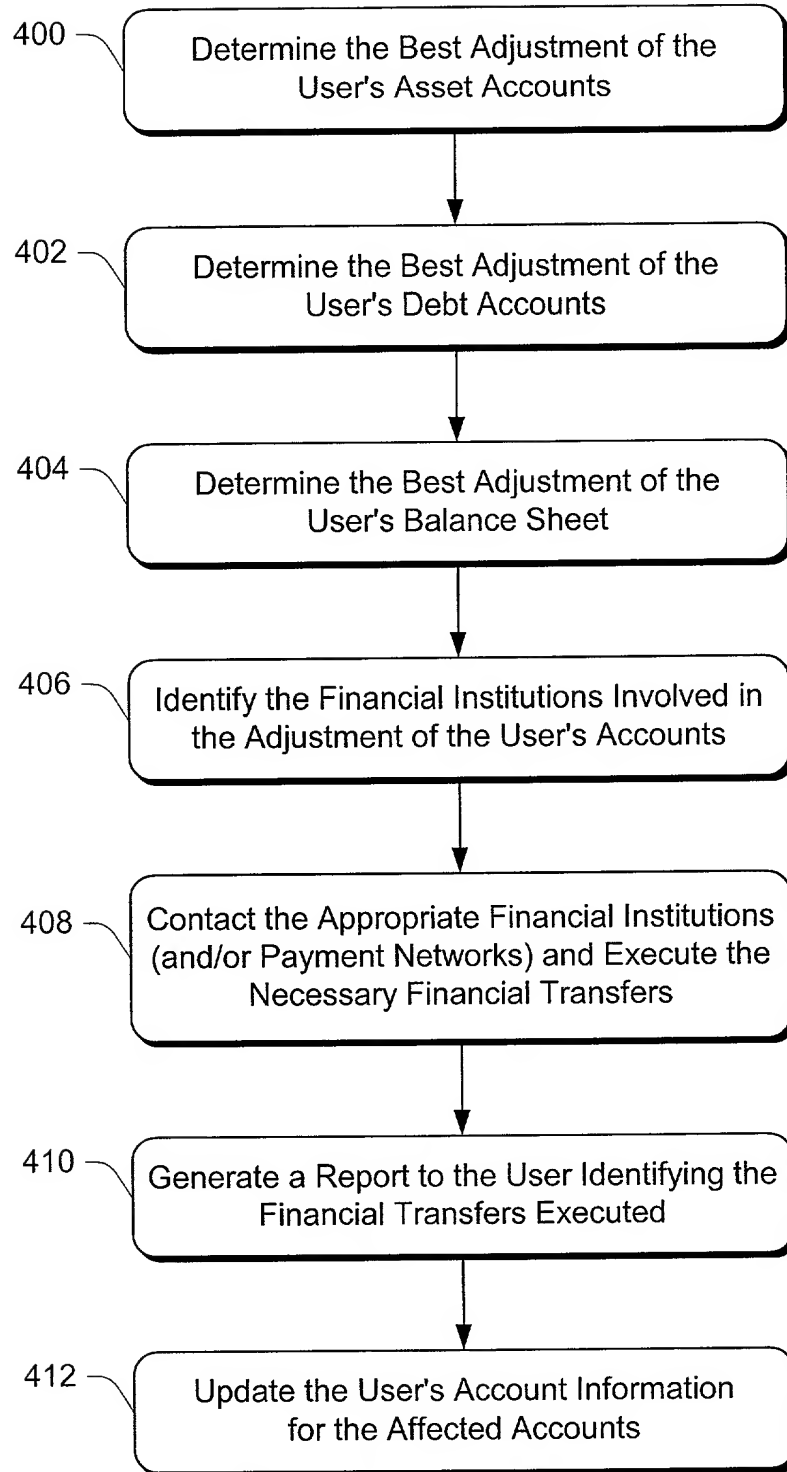 400
Determine the Best Adjustment of the
User's Asset Accounts
402
Determine the Best Adjustment of the
User's Debt Accounts
404
Determine the Best Adjustment of the
User's Balance Sheet
406
Identify the Financial Institutions Involved in
the Adjustment of the User's Accounts
408
Contact the Appropriate Financial Institutions
(and/or Payment Networks) and Execute the
Necessary Financial Transfers
410
Generate a Report to the User Identifying the
Financial Transfers Executed
412
Update the User's Account Information
for the Affected Accounts